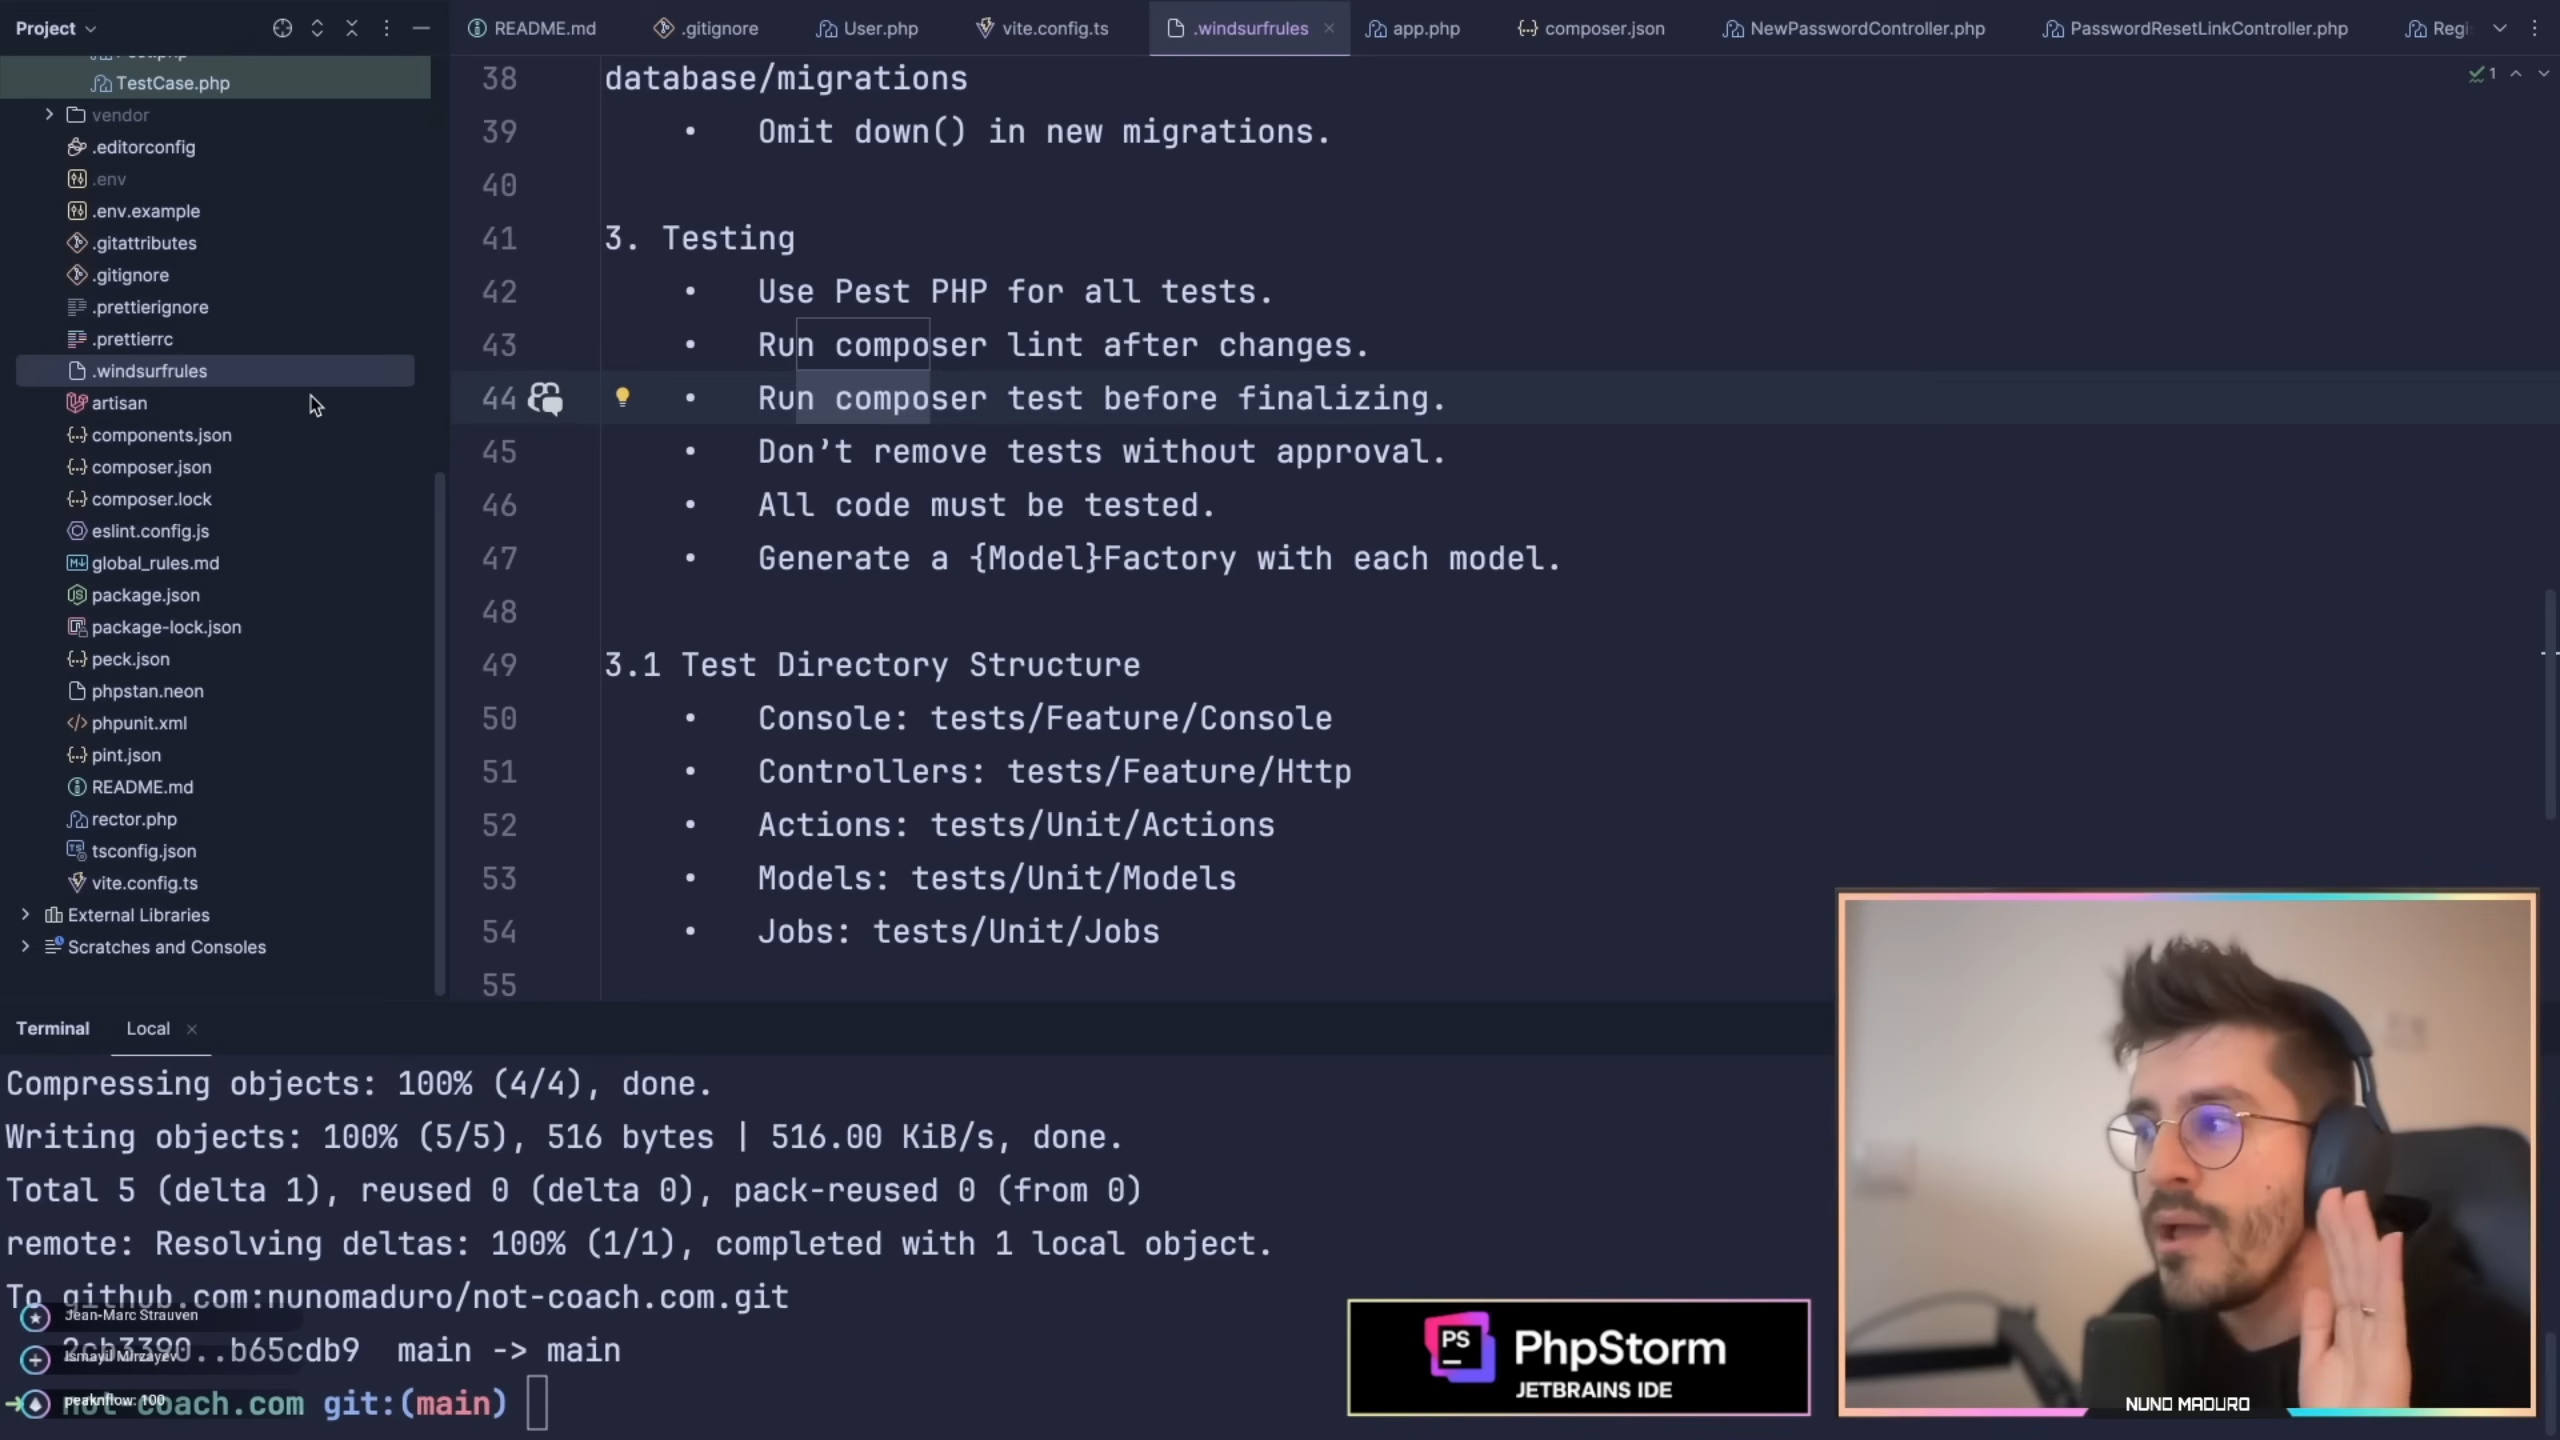 Project
README.md
.gitignore
User.php
vite.config.ts
.windsurfrules
app.php
composer.json
NewPasswordController.php
PasswordResetLinkController.php
Regi
TestCase.php
vendor
.editorconfig
.env
.env.example
.gitattributes
.gitignore
.prettierignore
.prettierrc
.windsurfrules
artisan
components.json
composer.json
composer.lock
eslint.config.js
global_rules.md
package.json
package-lock.json
peck.json
phpstan.neon
phpunit.xml
pint.json
README.md
rector.php
tsconfig.json
vite.config.ts
External Libraries
Scratches and Consoles
1
38 database/migrations
39 • Omit down() in new migrations.
40
41 3. Testing
42 • Use Pest PHP for all tests.
43 • Run composer lint after changes.
44 • Run composer test before finalizing.
45 • Don’t remove tests without approval.
46 • All code must be tested.
47 • Generate a {Model}Factory with each model.
48
49 3.1 Test Directory Structure
50 • Console: tests/Feature/Console
51 • Controllers: tests/Feature/Http
52 • Actions: tests/Unit/Actions
53 • Models: tests/Unit/Models
54 • Jobs: tests/Unit/Jobs
55
Terminal Local
Compressing objects: 100% (4/4), done.
Writing objects: 100% (5/5), 516 bytes | 516.00 KiB/s, done.
Total 5 (delta 1), reused 0 (delta 0), pack-reused 0 (from 0)
remote: Resolving deltas: 100% (1/1), completed with 1 local object.
To github.com:nunomaduro/not-coach.com.git
Jean-Marc Strauven
2cb3390..b65cdb9 main -> main
Ismayil Mirzayev
not-coach.com git:(main)
peaknflow: 100
PS
PhpStorm
JETBRAINS IDE
NUNO MADURO